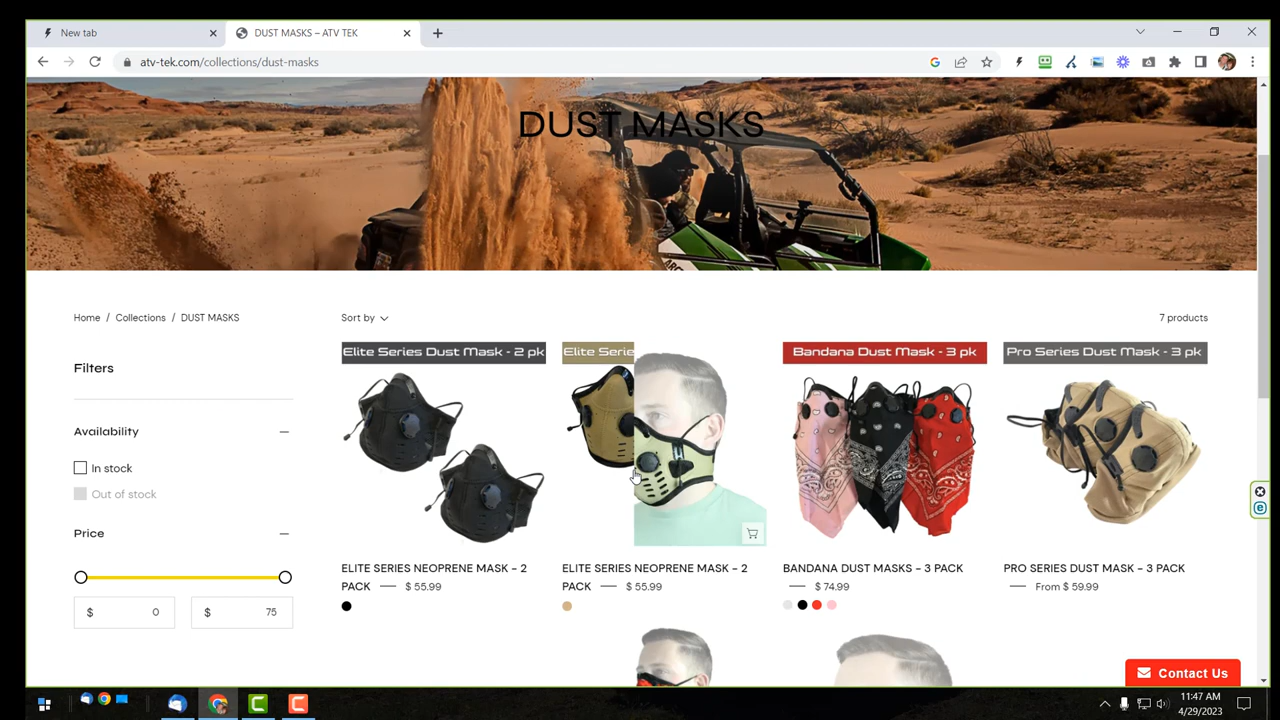 New tab
DUST MASKS – ATV TEK
atv-tek.com/collections/dust-masks
DUST MASKS
Home / Collections / DUST MASKS
Sort by
7 products
Filters
Availability
In stock
Out of stock
Price
$ 0
$ 75
Elite Series Dust Mask - 2 pk
ELITE SERIES NEOPRENE MASK - 2
PACK — $ 55.99
Elite Serie
ELITE SERIES NEOPRENE MASK - 2
PACK — $ 55.99
Bandana Dust Mask - 3 pk
BANDANA DUST MASKS - 3 PACK
— $ 74.99
Pro Series Dust Mask - 3 pk
PRO SERIES DUST MASK - 3 PACK
— From $ 59.99
Contact Us
11:47 AM
4/29/2023